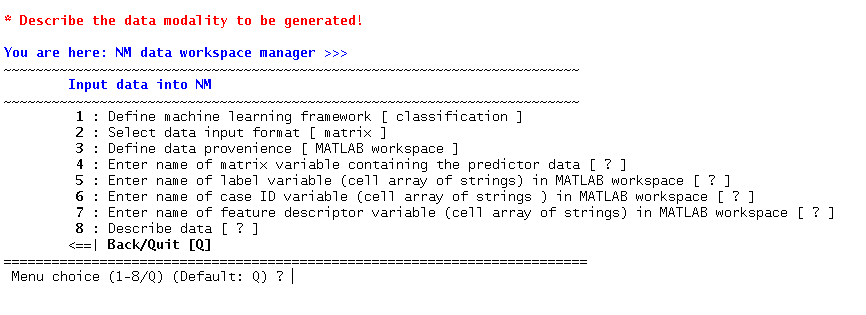 * Describe the data modality to be generated!
You are here: NM data workspace manager >>>
~~~~~~~~~~~~~~~~~~~~~~~~~~~~~~~~~~~~~~~~~~~~~~~~~~~~~~~~~~~~~~~~~~~~~~~~
Input data into NM
~~~~~~~~~~~~~~~~~~~~~~~~~~~~~~~~~~~~~~~~~~~~~~~~~~~~~~~~~~~~~~~~~~~~~~~~
1 : Define machine learning framework [ classification ]
2 : Select data input format [ matrix ]
3 : Define data provenience [ MATLAB workspace ]
4 : Enter name of matrix variable containing the predictor data [ ? ]
5 : Enter name of label variable (cell array of strings) in MATLAB workspace [ ? ]
6 : Enter name of case ID variable (cell array of strings ) in MATLAB workspace [ ? ]
7 : Enter name of feature descriptor variable (cell array of strings) in MATLAB workspace [ ? ]
8 : Describe data [ ? ]
<==| Back/Quit [Q]
=========================================================================
Menu choice (1-8/Q) (Default: Q) ? |